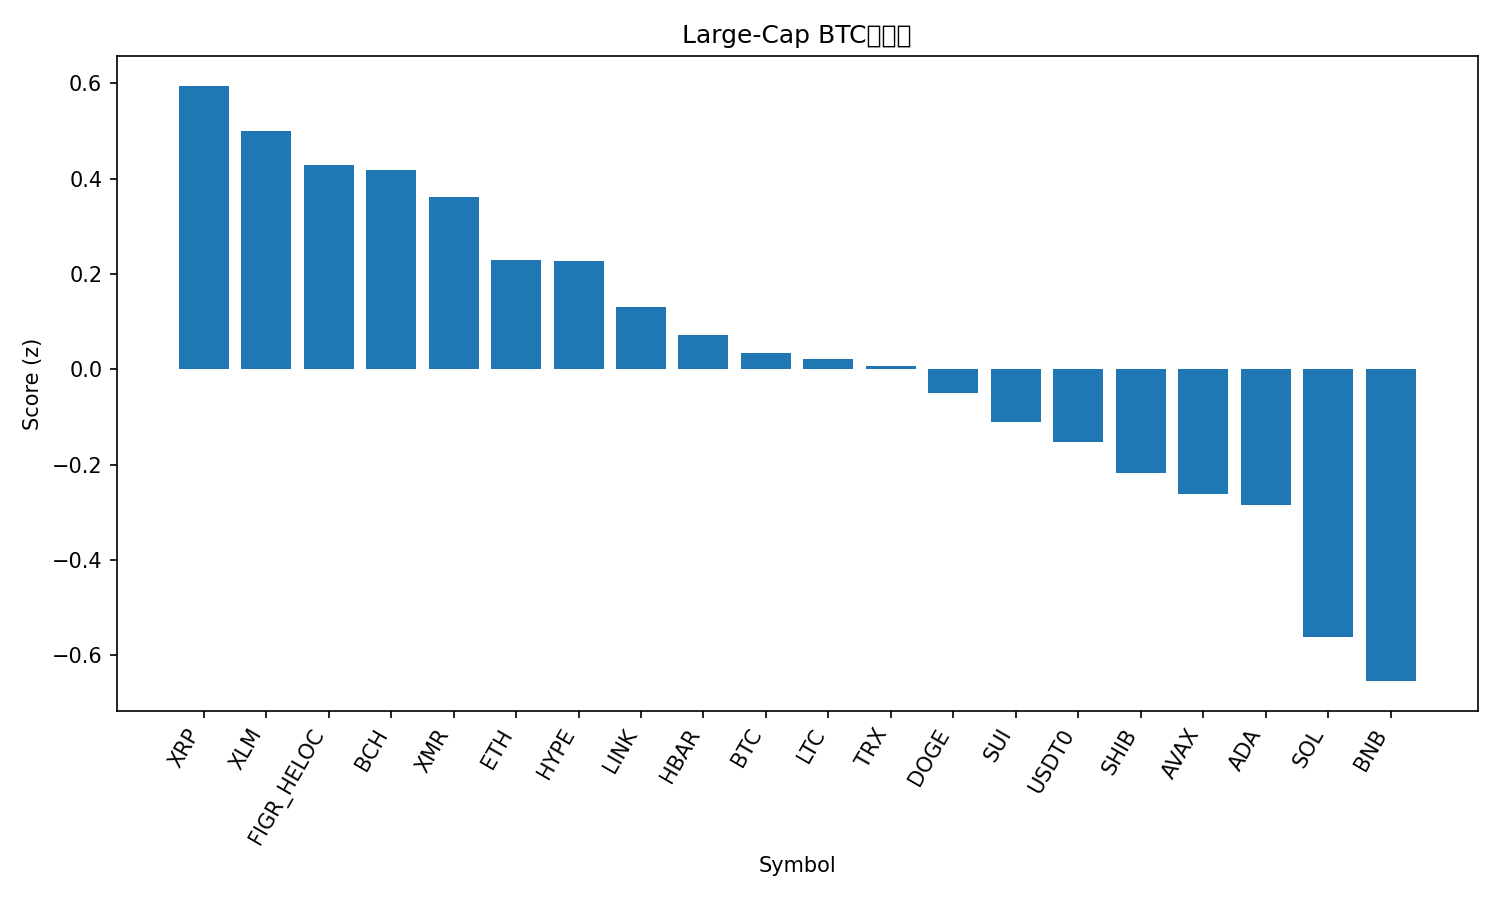 Large-Cap BTC
0.6
0.4
0.2
0.0
−0.2
−0.4
−0.6
Score (z)
XRP
XLM
FIGR_HELOC
BCH
XMR
ETH
HYPE
LINK
HBAR
BTC
LTC
TRX
DOGE
SUI
USDT0
SHIB
AVAX
ADA
SOL
BNB
Symbol